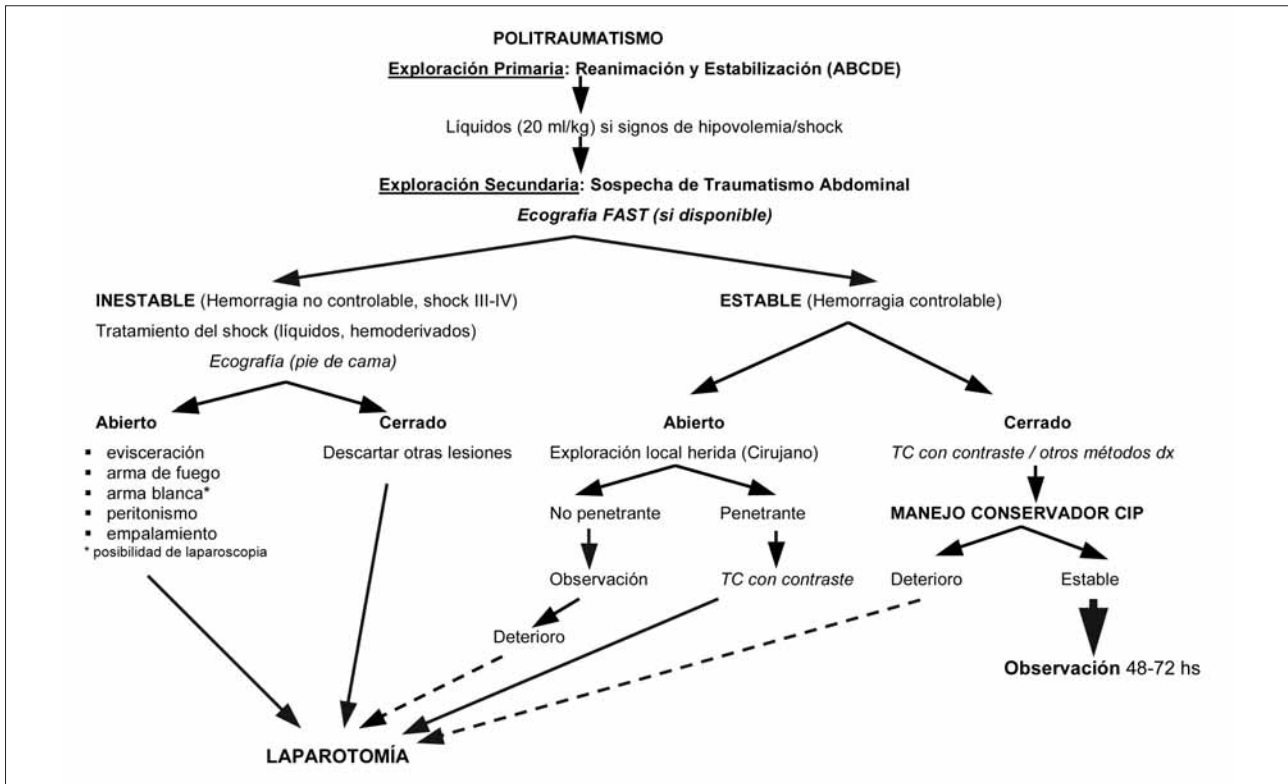 POLITRAUMATISMO
Exploración Primaria: Reanimación y Estabilización (ABCDE)
Líquidos (20 ml/kg) si signos de hipovolemia/shock
Exploración Secundaria: Sospecha de Traumatismo Abdominal
Ecografía FAST (si disponible)
INESTABLE (Hemorragia no controlable, shock III-IV)
Tratamiento del shock (líquidos, hemoderivados)
Ecografía (pie de cama)
Abierto
▪ evisceración
▪ arma de fuego
▪ arma blanca*
▪ peritonismo
▪ empalamiento
* posibilidad de laparoscopia
Cerrado
Descartar otras lesiones
ESTABLE (Hemorragia controlable)
Abierto
Exploración local herida (Cirujano)
No penetrante
Observación
Deterioro
Penetrante
TC con contraste
Cerrado
TC con contraste / otros métodos dx
MANEJO CONSERVADOR CIP
Deterioro
Estable
Observación 48-72 hs
LAPAROTOMÍA